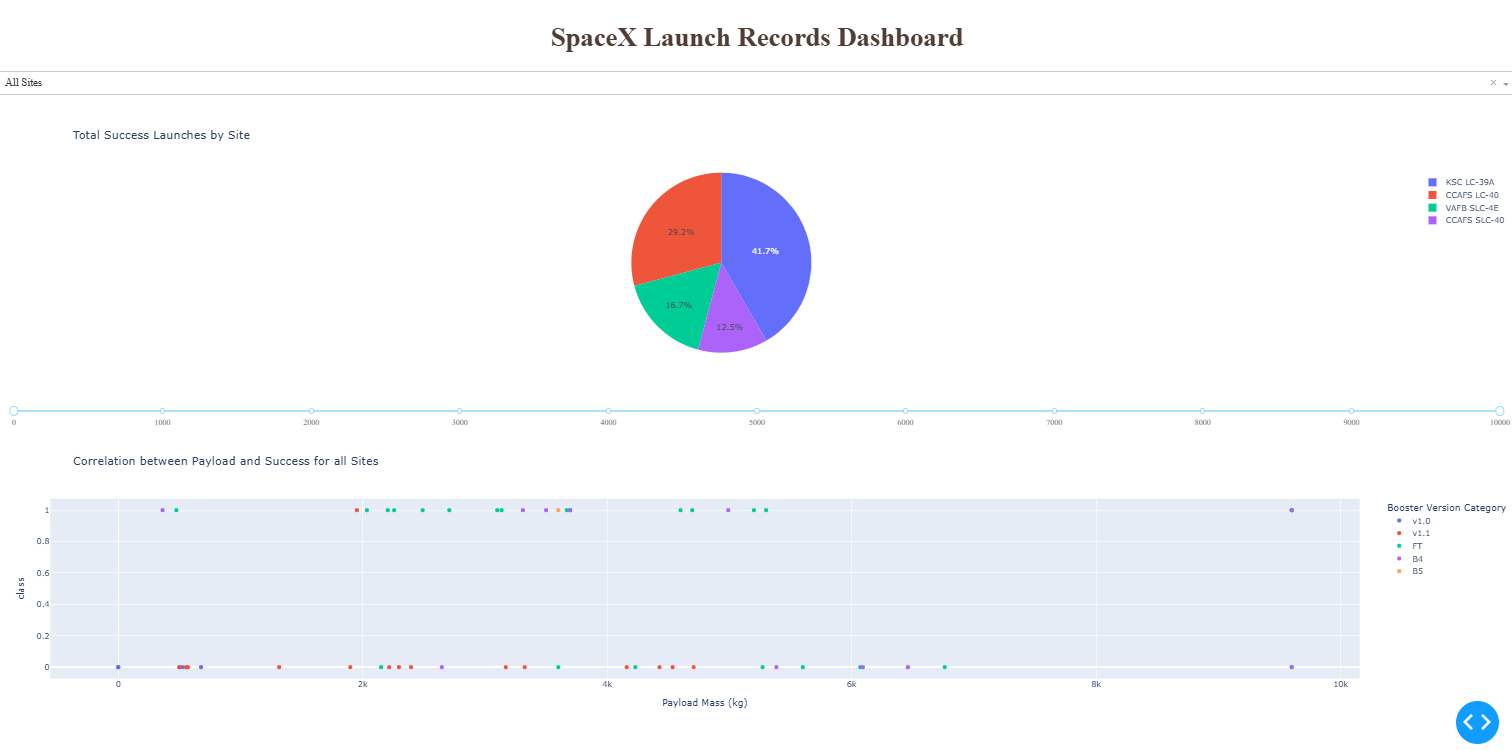 SpaceX Launch Records Dashboard
All Sites
Total Success Launches by Site
KSC LC-39A
CCAFS LC-40
VAFB SLC-4E
CCAFS SLC-40
29.2%
41.7%
16.7%
12.5%
0 1000 2000 3000 4000 5000 6000 7000 8000 9000 10000
Correlation between Payload and Success for all Sites
Booster Version Category
v1.0
v1.1
FT
B4
B5
class
1
0.8
0.6
0.4
0.2
0
0 2k 4k 6k 8k 10k
Payload Mass (kg)